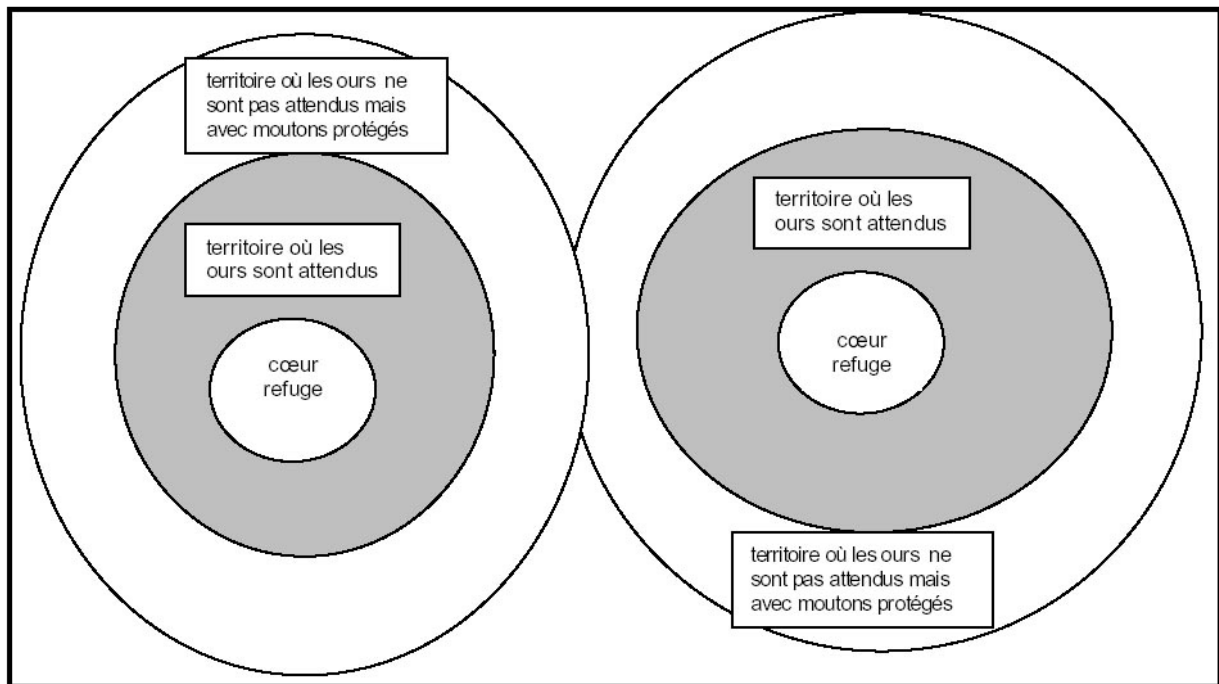 territoire où les ours ne
sont pas attendus mais
avec moutons protégés
territoire où les
ours sont attendus
cœur
refuge
territoire où les
ours sont attendus
cœur
refuge
territoire où les ours ne
sont pas attendus mais
avec moutons protégés